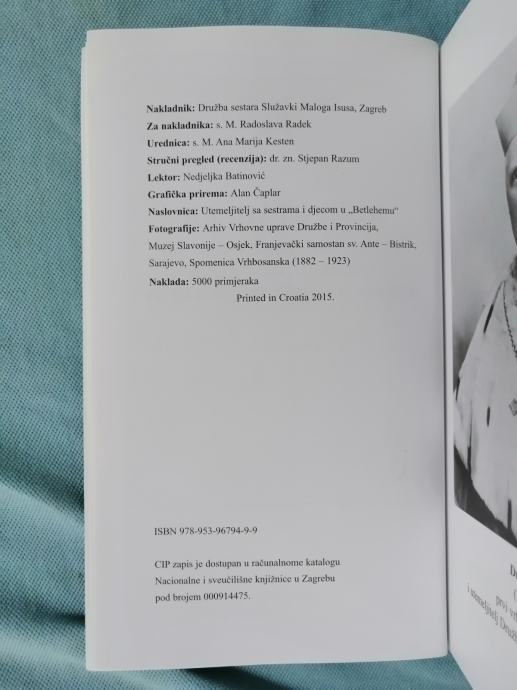 Nakladnik: Družba sestara Služavki Maloga Isusa, Zagreb
Za nakladnika: s. M. Radoslava Radek
Urednica: s. M. Ana Marija Kesten
Stručni pregled (recenzija): dr. zn. Stjepan Razum
Lektor: Nedjeljka Batinović
Grafička prirema: Alan Čaplar
Naslovnica: Utemeljitelj sa sestrama i djecom u „Betlehemu“
Fotografije: Arhiv Vrhovne uprave Družbe i Provincija,
Muzej Slavonije – Osjek, Franjevački samostan sv. Ante – Bistrik,
Sarajevo, Spomenica Vrhbosanska (1882 – 1923)
Naklada: 5000 primjeraka
Printed in Croatia 2015.
ISBN 978-953-96794-9-9
CIP zapis je dostupan u računalnome katalogu
Nacionalne i sveučilišne knjižnice u Zagrebu
pod brojem 000914475.
prvi
i utemeljitelj